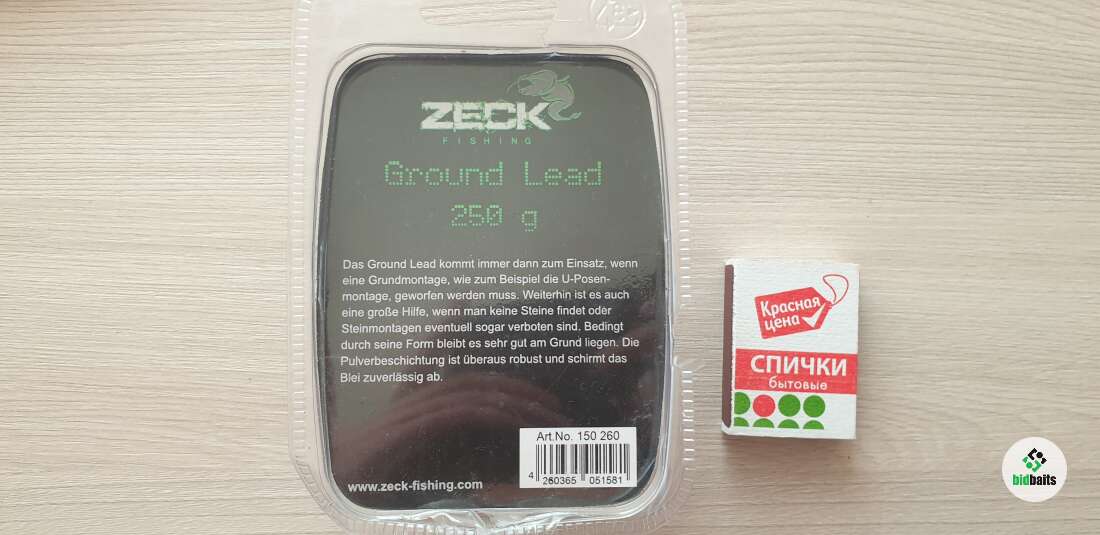 ZECK
FISHING
Ground Lead
250 g
Das Ground Lead kommt immer dann zum Einsatz, wenn
eine Grundmontage, wie zum Beispiel die U-Posen-
montage, geworfen werden muss. Weiterhin ist es auch
eine große Hilfe, wenn man keine Steine findet oder
Steinmontagen eventuell sogar verboten sind. Bedingt
durch seine Form bleibt es sehr gut am Grund liegen. Die
Pulverbeschichtung ist überaus robust und schirmt das
Blei zuverlässig ab.
Art.No. 150 260
4 260365 051581
www.zeck-fishing.com
Красная
цена
СПИЧКИ
бытовые
bidbaits